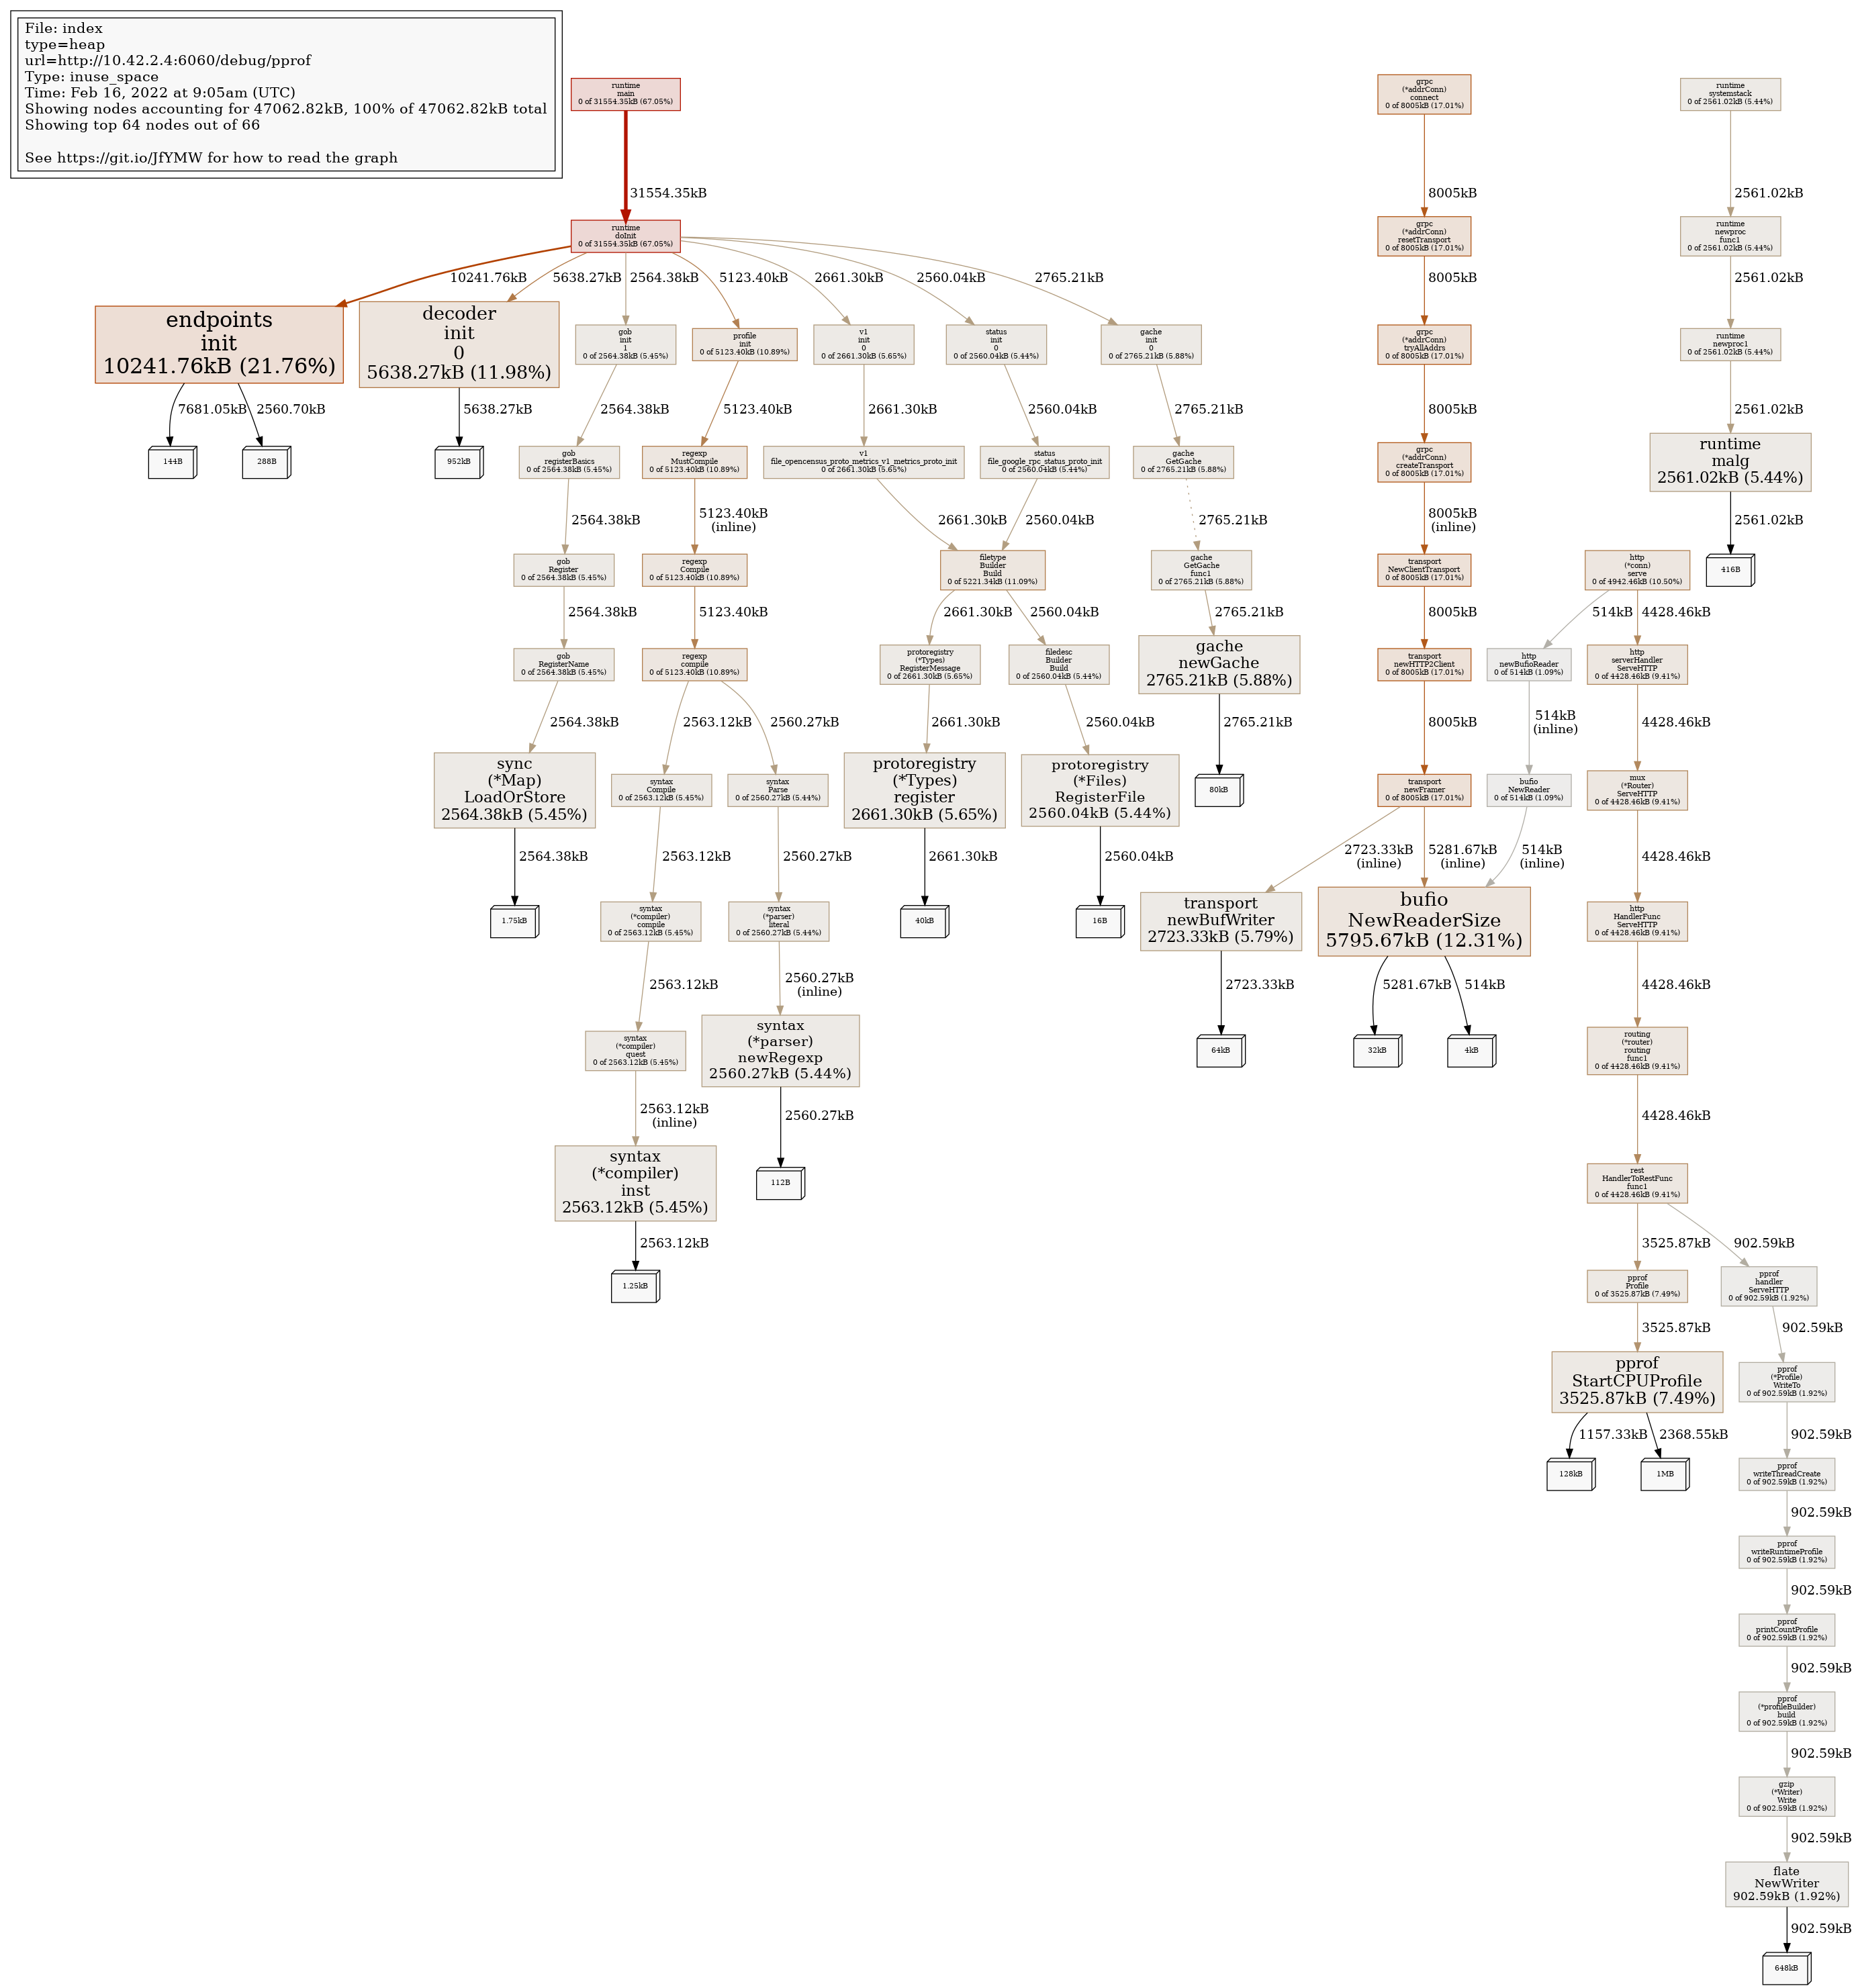 File: index
type=heap
url=http://10.42.2.4:6060/debug/pprof
Type: inuse_space
Time: Feb 16, 2022 at 9:05am (UTC)
Showing nodes accounting for 47062.82kB, 100% of 47062.82kB total
Showing top 64 nodes out of 66
See https://git.io/JfYMW for how to read the graph
runtime
main
0 of 31554.35kB (67.05%)
31554.35kB
runtime
doInit
0 of 31554.35kB (67.05%)
10241.76kB
5638.27kB
2564.38kB
5123.40kB
2661.30kB
2560.04kB
2765.21kB
endpoints
init
10241.76kB (21.76%)
7681.05kB
2560.70kB
144B
288B
decoder
init
0
5638.27kB (11.98%)
5638.27kB
952kB
gob
init
1
0 of 2564.38kB (5.45%)
2564.38kB
gob
registerBasics
0 of 2564.38kB (5.45%)
2564.38kB
gob
Register
0 of 2564.38kB (5.45%)
2564.38kB
gob
RegisterName
0 of 2564.38kB (5.45%)
2564.38kB
sync
(*Map)
LoadOrStore
2564.38kB (5.45%)
2564.38kB
1.75kB
profile
init
0 of 5123.40kB (10.89%)
5123.40kB
regexp
MustCompile
0 of 5123.40kB (10.89%)
5123.40kB
(inline)
regexp
Compile
0 of 5123.40kB (10.89%)
5123.40kB
regexp
compile
0 of 5123.40kB (10.89%)
2563.12kB
2560.27kB
syntax
Compile
0 of 2563.12kB (5.45%)
2563.12kB
syntax
(*compiler)
compile
0 of 2563.12kB (5.45%)
2563.12kB
syntax
(*compiler)
quest
0 of 2563.12kB (5.45%)
2563.12kB
(inline)
syntax
(*compiler)
inst
2563.12kB (5.45%)
2563.12kB
1.25kB
syntax
Parse
0 of 2560.27kB (5.44%)
2560.27kB
syntax
(*parser)
literal
0 of 2560.27kB (5.44%)
2560.27kB
(inline)
syntax
(*parser)
newRegexp
2560.27kB (5.44%)
2560.27kB
112B
v1
init
0
0 of 2661.30kB (5.65%)
2661.30kB
v1
file_opencensus_proto_metrics_v1_metrics_proto_init
0 of 2661.30kB (5.65%)
2661.30kB
status
init
0
0 of 2560.04kB (5.44%)
2560.04kB
status
file_google_rpc_status_proto_init
0 of 2560.04kB (5.44%)
2560.04kB
filetype
Builder
Build
0 of 5221.34kB (11.09%)
2661.30kB
2560.04kB
protoregistry
(*Types)
RegisterMessage
0 of 2661.30kB (5.65%)
2661.30kB
protoregistry
(*Types)
register
2661.30kB (5.65%)
2661.30kB
40kB
filedesc
Builder
Build
0 of 2560.04kB (5.44%)
2560.04kB
protoregistry
(*Files)
RegisterFile
2560.04kB (5.44%)
2560.04kB
16B
gache
init
0
0 of 2765.21kB (5.88%)
2765.21kB
gache
GetGache
0 of 2765.21kB (5.88%)
2765.21kB
gache
GetGache
func1
0 of 2765.21kB (5.88%)
2765.21kB
gache
newGache
2765.21kB (5.88%)
2765.21kB
80kB
grpc
(*addrConn)
connect
0 of 8005kB (17.01%)
8005kB
grpc
(*addrConn)
resetTransport
0 of 8005kB (17.01%)
8005kB
grpc
(*addrConn)
tryAllAddrs
0 of 8005kB (17.01%)
8005kB
grpc
(*addrConn)
createTransport
0 of 8005kB (17.01%)
8005kB
(inline)
transport
NewClientTransport
0 of 8005kB (17.01%)
8005kB
transport
newHTTP2Client
0 of 8005kB (17.01%)
8005kB
transport
newFramer
0 of 8005kB (17.01%)
2723.33kB
(inline)
5281.67kB
(inline)
transport
newBufWriter
2723.33kB (5.79%)
2723.33kB
64kB
bufio
NewReaderSize
5795.67kB (12.31%)
5281.67kB
514kB
32kB
4kB
runtime
systemstack
0 of 2561.02kB (5.44%)
2561.02kB
runtime
newproc
func1
0 of 2561.02kB (5.44%)
2561.02kB
runtime
newproc1
0 of 2561.02kB (5.44%)
2561.02kB
runtime
malg
2561.02kB (5.44%)
2561.02kB
416B
http
(*conn)
serve
0 of 4942.46kB (10.50%)
514kB
4428.46kB
http
newBufioReader
0 of 514kB (1.09%)
514kB
(inline)
bufio
NewReader
0 of 514kB (1.09%)
514kB
(inline)
http
serverHandler
ServeHTTP
0 of 4428.46kB (9.41%)
4428.46kB
mux
(*Router)
ServeHTTP
0 of 4428.46kB (9.41%)
4428.46kB
http
HandlerFunc
ServeHTTP
0 of 4428.46kB (9.41%)
4428.46kB
routing
(*router)
routing
func1
0 of 4428.46kB (9.41%)
4428.46kB
rest
HandlerToRestFunc
func1
0 of 4428.46kB (9.41%)
3525.87kB
902.59kB
pprof
Profile
0 of 3525.87kB (7.49%)
3525.87kB
pprof
StartCPUProfile
3525.87kB (7.49%)
1157.33kB
2368.55kB
128kB
1MB
pprof
handler
ServeHTTP
0 of 902.59kB (1.92%)
902.59kB
pprof
(*Profile)
WriteTo
0 of 902.59kB (1.92%)
902.59kB
pprof
writeThreadCreate
0 of 902.59kB (1.92%)
902.59kB
pprof
writeRuntimeProfile
0 of 902.59kB (1.92%)
902.59kB
pprof
printCountProfile
0 of 902.59kB (1.92%)
902.59kB
pprof
(*profileBuilder)
build
0 of 902.59kB (1.92%)
902.59kB
gzip
(*Writer)
Write
0 of 902.59kB (1.92%)
902.59kB
flate
NewWriter
902.59kB (1.92%)
902.59kB
648kB